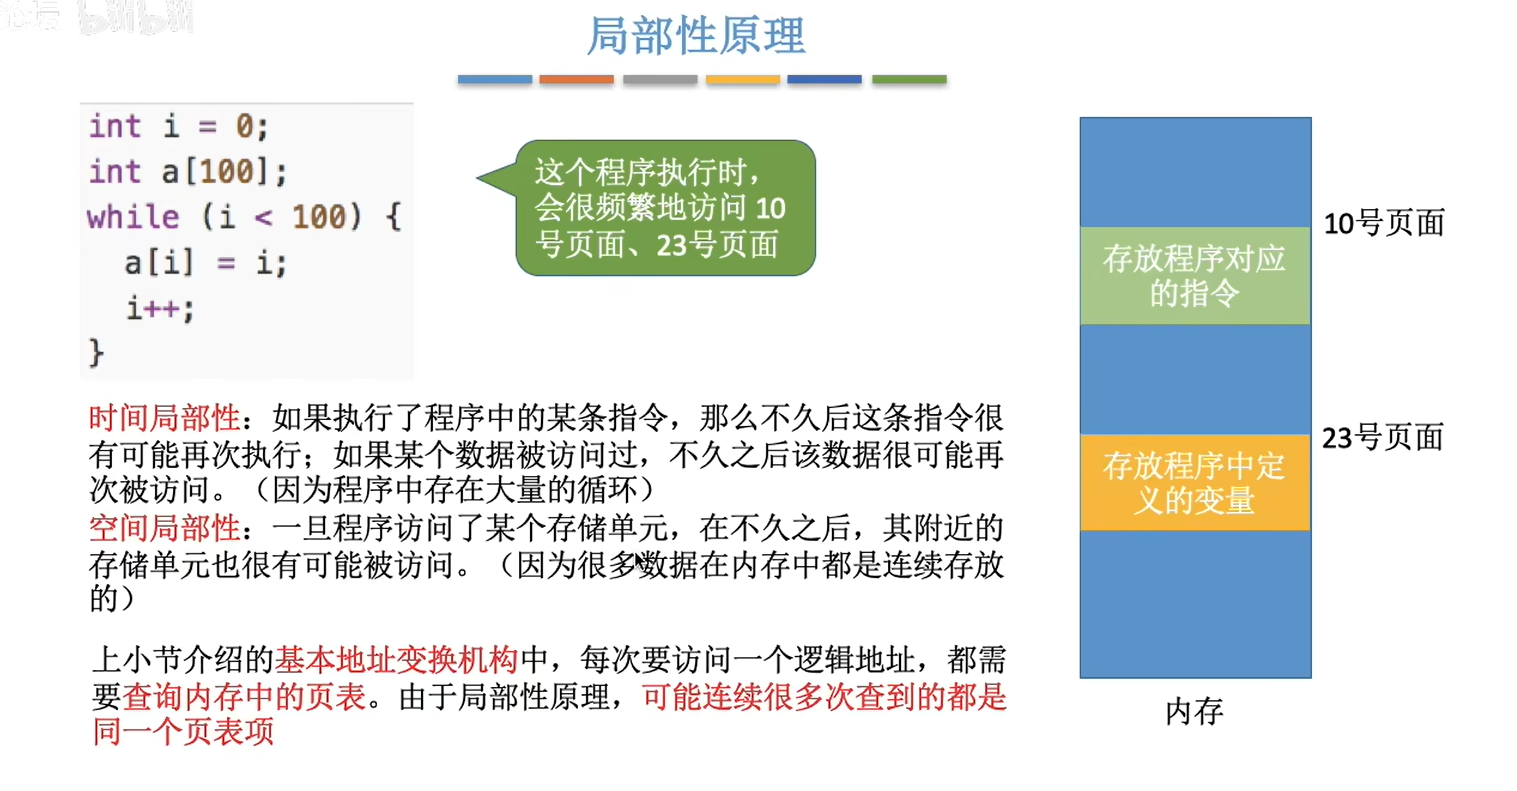 局部性原理
int i = 0;
int a[100];
while (i < 100) {
a[i] = i;
i++;
}
这个程序执行时，
会很频繁地访问 10
号页面、23号页面
时间局部性：如果执行了程序中的某条指令，那么不久后这条指令很
有可能再次执行；如果某个数据被访问过，不久之后该数据很可能再
次被访问。（因为程序中存在大量的循环）
空间局部性：一旦程序访问了某个存储单元，在不久之后，其附近的
存储单元也很有可能被访问。（因为很多数据在内存中都是连续存放
的）
上小节介绍的基本地址变换机构中，每次要访问一个逻辑地址，都需
要查询内存中的页表。由于局部性原理，可能连续很多次查到的都是
同一个页表项
10号页面
存放程序对应
的指令
23号页面
存放程序中定
义的变量
内存